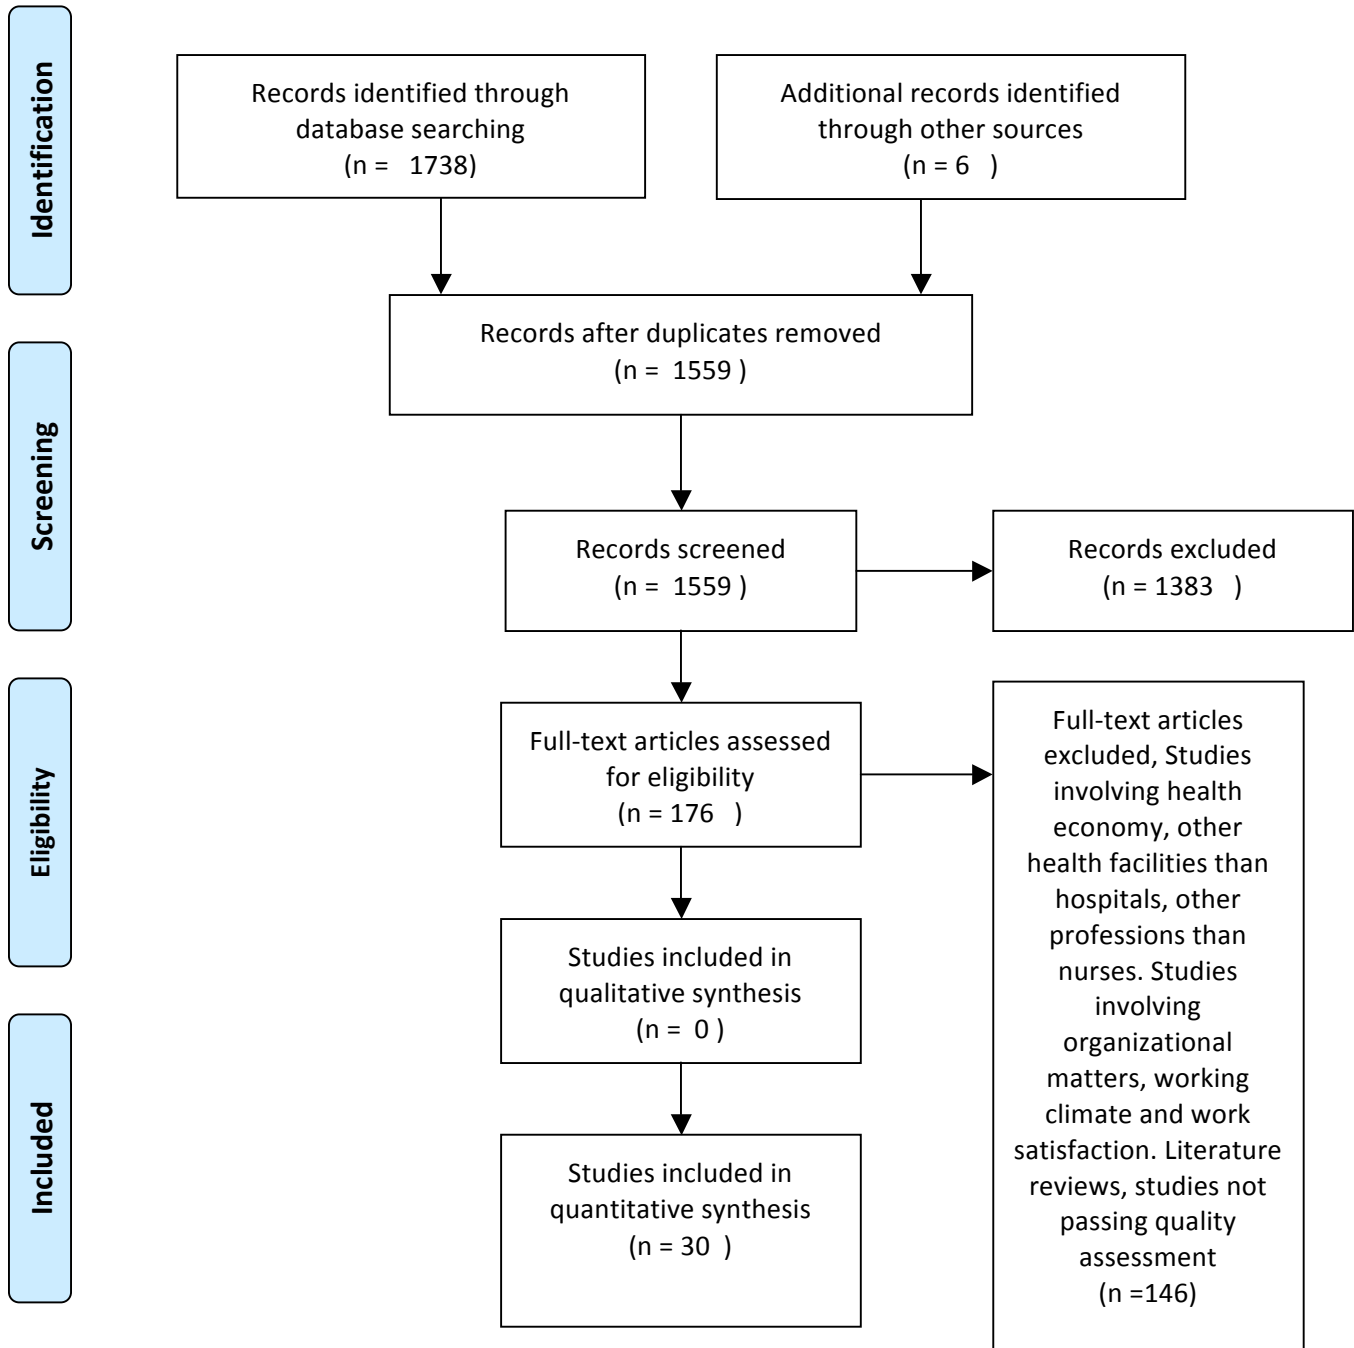 Identification
Records identified through
database searching
(n =   1738)
Additional records identified
through other sources
(n = 6   )
Records after duplicates removed
(n =  1559 )
Screening
Records screened
(n =  1559 )
Records excluded
(n = 1383   )
Eligibility
Full-text articles assessed
for eligibility
(n = 176   )
Full-text articles
excluded, Studies
involving health
economy, other
health facilities than
hospitals, other
professions than
nurses. Studies
involving
organizational
matters, working
climate and work
satisfaction. Literature
reviews, studies not
passing quality
assessment
(n =146)
Studies included in
qualitative synthesis
(n =  0 )
Included
Studies included in
quantitative synthesis
(n = 30  )